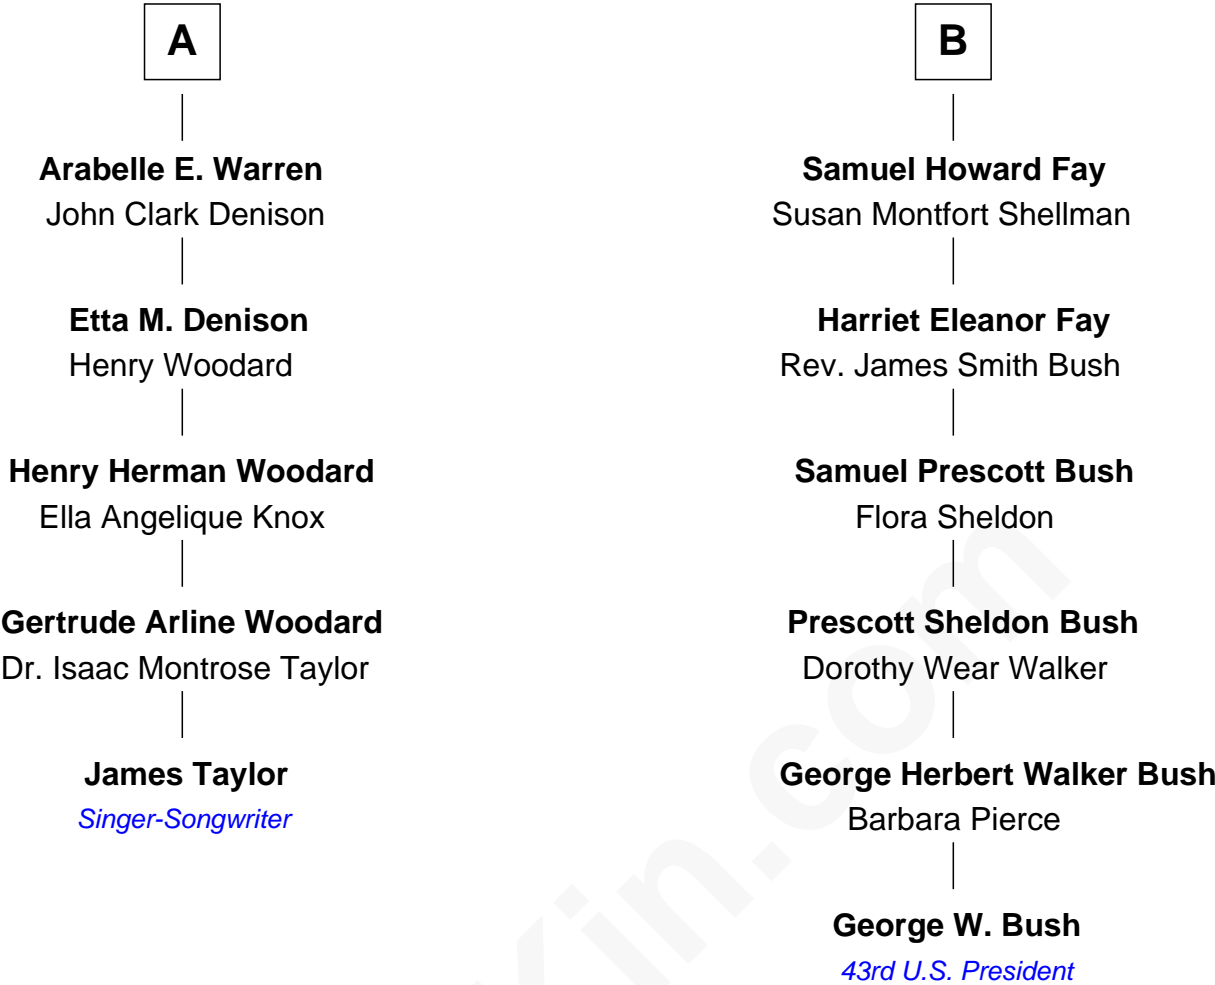 A
Arabelle E. Warren
John Clark Denison
Etta M. Denison
Henry Woodard
Henry Herman Woodard
Ella Angelique Knox
Gertrude Arline Woodard
Dr. Isaac Montrose Taylor
James Taylor
Singer-Songwriter
B
Samuel Howard Fay
Susan Montfort Shellman
Harriet Eleanor Fay
Rev. James Smith Bush
Samuel Prescott Bush
Flora Sheldon
Prescott Sheldon Bush
Dorothy Wear Walker
George Herbert Walker Bush
Barbara Pierce
George W. Bush
43rd U.S. President